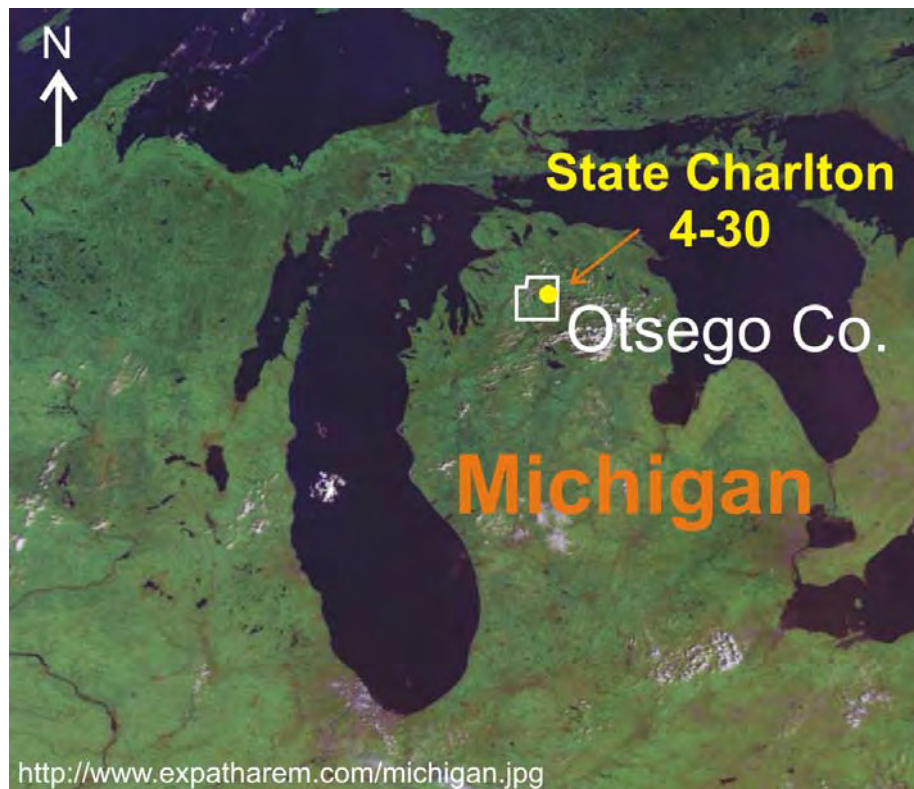 N
State Charlton
4-30
Otsego Co.
Michigan
http://www.expatharem.com/michigan.jpg